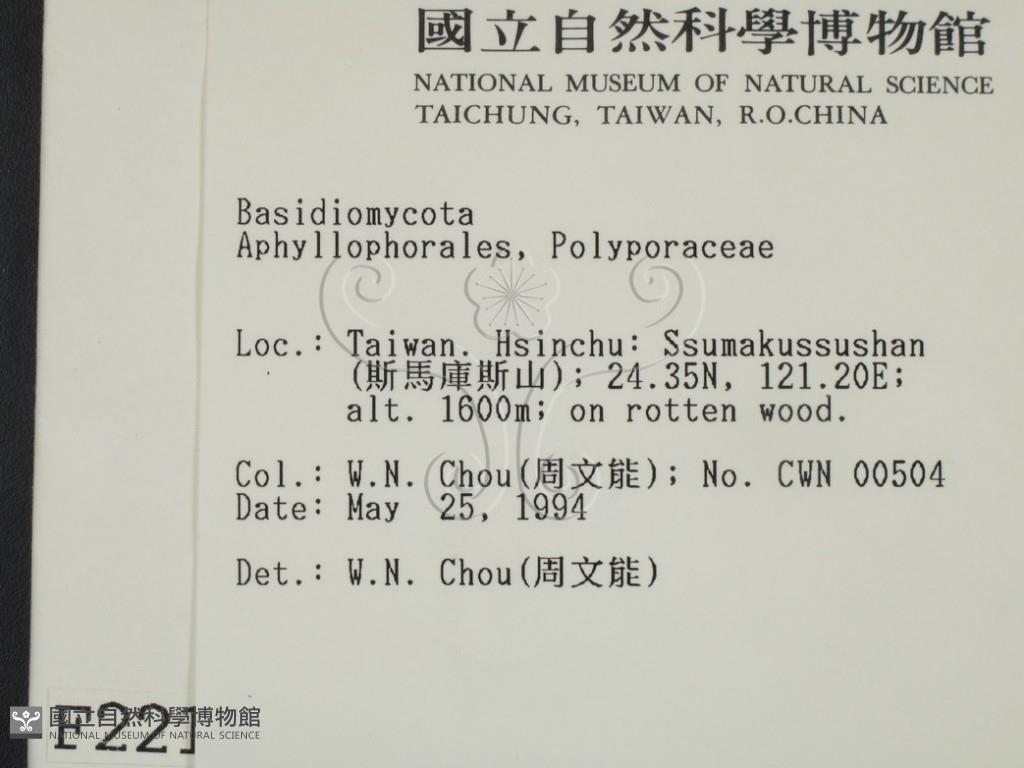 國立自然科學博物館
NATIONAL MUSEUM OF NATURAL SCIENCE
TAICHUNG, TAIWAN, R.O.CHINA
Basidiomycota
Aphyllophorales, Polyporaceae
Loc.: Taiwan. Hsinchu: Ssumakussushan
(斯馬庫斯山); 24.35N, 121.20E;
alt. 1600m; on rotten wood.
Col.: W.N. Chou(周文能); No. CWN 00504
Date: May 25, 1994
Det.: W.N. Chou(周文能)
國立自然科學博物館
NATIONAL MUSEUM OF NATURAL SCIENCE